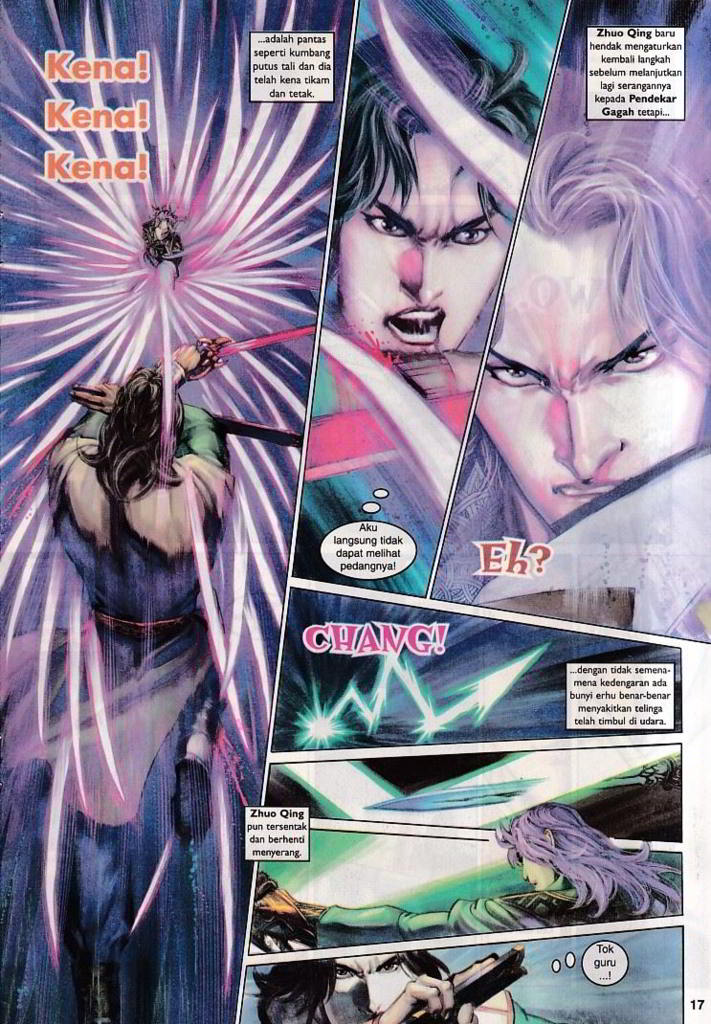 Kena!
Kena!
Kena!
...adalah pantas
seperti kumbang
putus tali dan dia
telah kena tikam
dan tetak.
Aku
langsung tidak
dapat melihat
pedangnya!
Zhuo Qing baru
hendak mengaturkan
kembali langkah
sebelum melanjutkan
lagi serangannya
kepada Pendekar
Gagah tetapi...
Eh?
CHANG!
...dengan tidak semena-
mena kedengaran ada
bunyi erhu benar-benar
menyakitkan telinga
telah timbul di udara.
Zhuo Qing
pun tersentak
dan berhenti
menyerang.
Tok
guru
...!
17